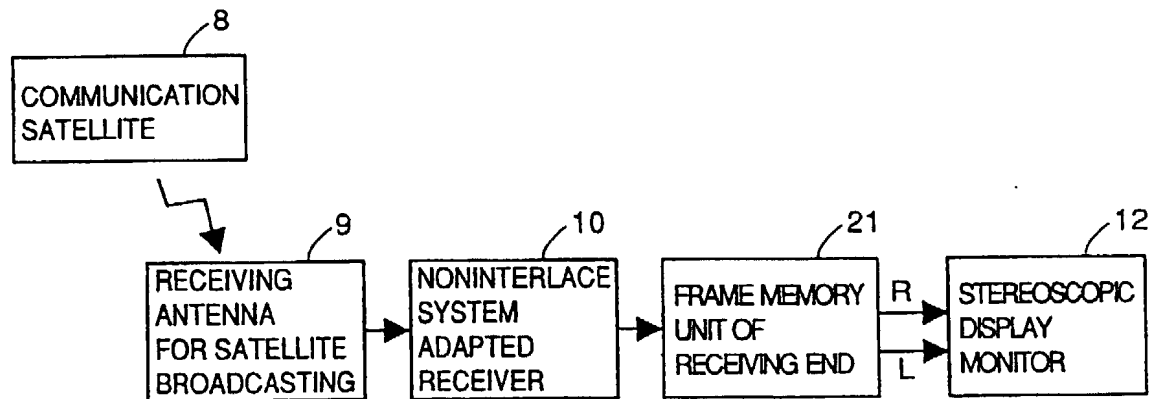 8
COMMUNICATION
SATELLITE
9
RECEIVING
ANTENNA
FOR SATELLITE
BROADCASTING
10
NONINTERLACE
SYSTEM
ADAPTED
RECEIVER
21
FRAME MEMORY
UNIT OF
RECEIVING END
R
L
12
STEREOSCOPIC
DISPLAY
MONITOR